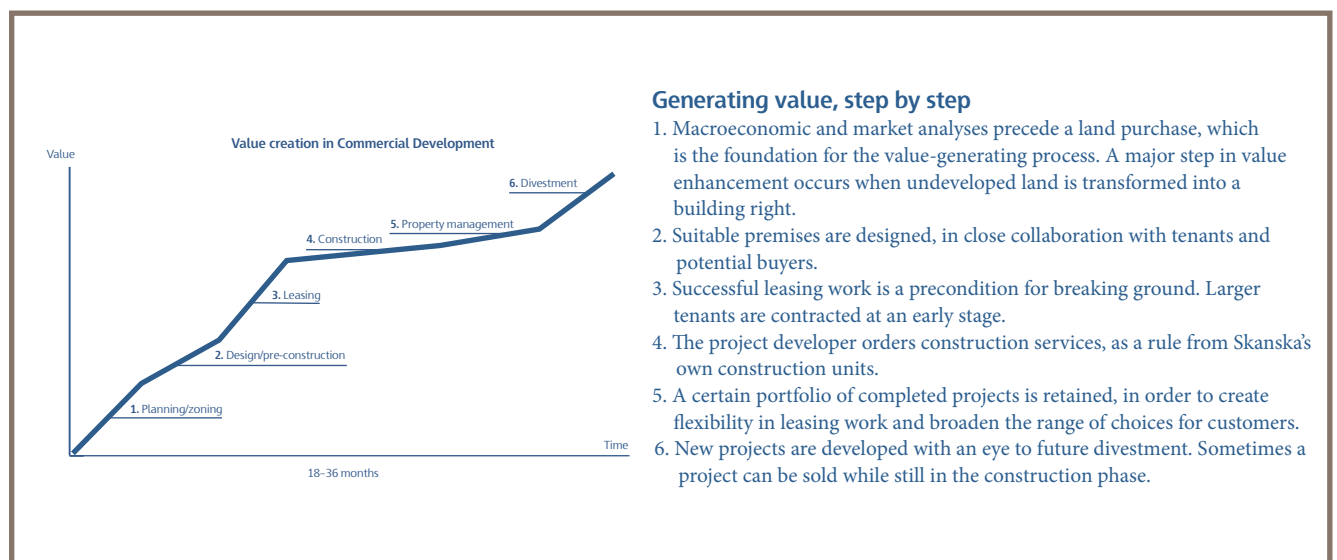 Value creation in Commercial Development
Value
6. Divestment
5. Property management
4. Construction
3. Leasing
2. Design/pre-construction
1. Planning/zoning
Time
18–36 months
Generating value, step by step
1. Macroeconomic and market analyses precede a land purchase, which
is the foundation for the value-generating process. A major step in value
enhancement occurs when undeveloped land is transformed into a
building right.
2. Suitable premises are designed, in close collaboration with tenants and
potential buyers.
3. Successful leasing work is a precondition for breaking ground. Larger
tenants are contracted at an early stage.
4. The project developer orders construction services, as a rule from Skanska’s
own construction units.
5. A certain portfolio of completed projects is retained, in order to create
flexibility in leasing work and broaden the range of choices for customers.
6. New projects are developed with an eye to future divestment. Sometimes a
project can be sold while still in the construction phase.